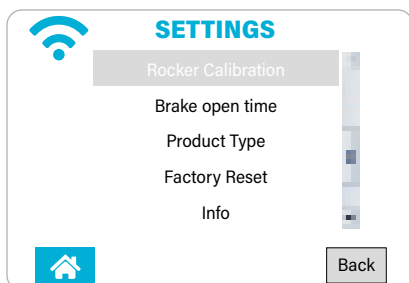 SETTINGS
Rocker Calibration
Brake open time
Product Type
Factory Reset
Info
Back